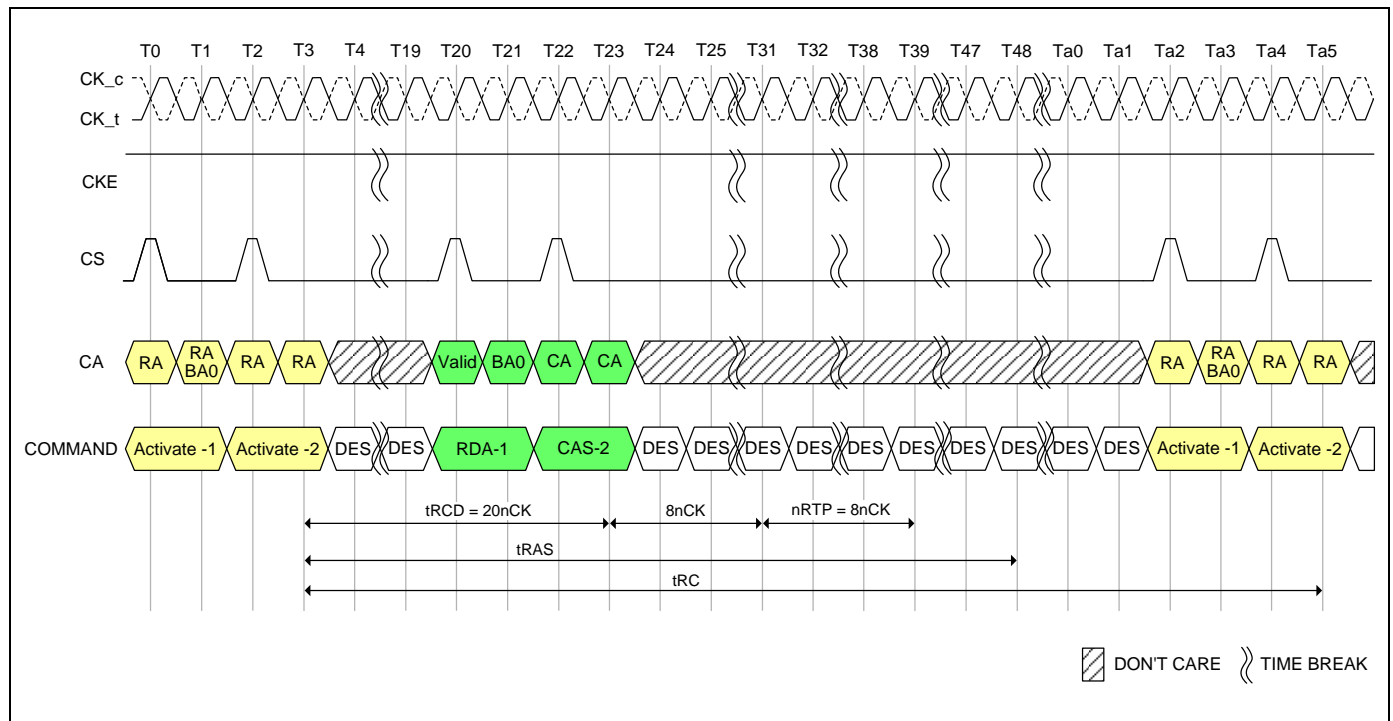 T0 T1 T2 T3 T4 T19 T20 T21 T22 T23 T24 T25 T31 T32 T38 T39 T47 T48 Ta0 Ta1 Ta2 Ta3 Ta4 Ta5
CK_c
CK_t
CKE
CS
CA RA RA BA0 RA RA Valid BA0 CA CA RA RA BA0 RA RA
COMMAND Activate -1 Activate -2 DES DES RDA-1 CAS-2 DES DES DES DES DES DES DES DES DES DES Activate -1 Activate -2
tRCD = 20nCK 8nCK nRTP = 8nCK
tRAS
tRC
DON'T CARE TIME BREAK